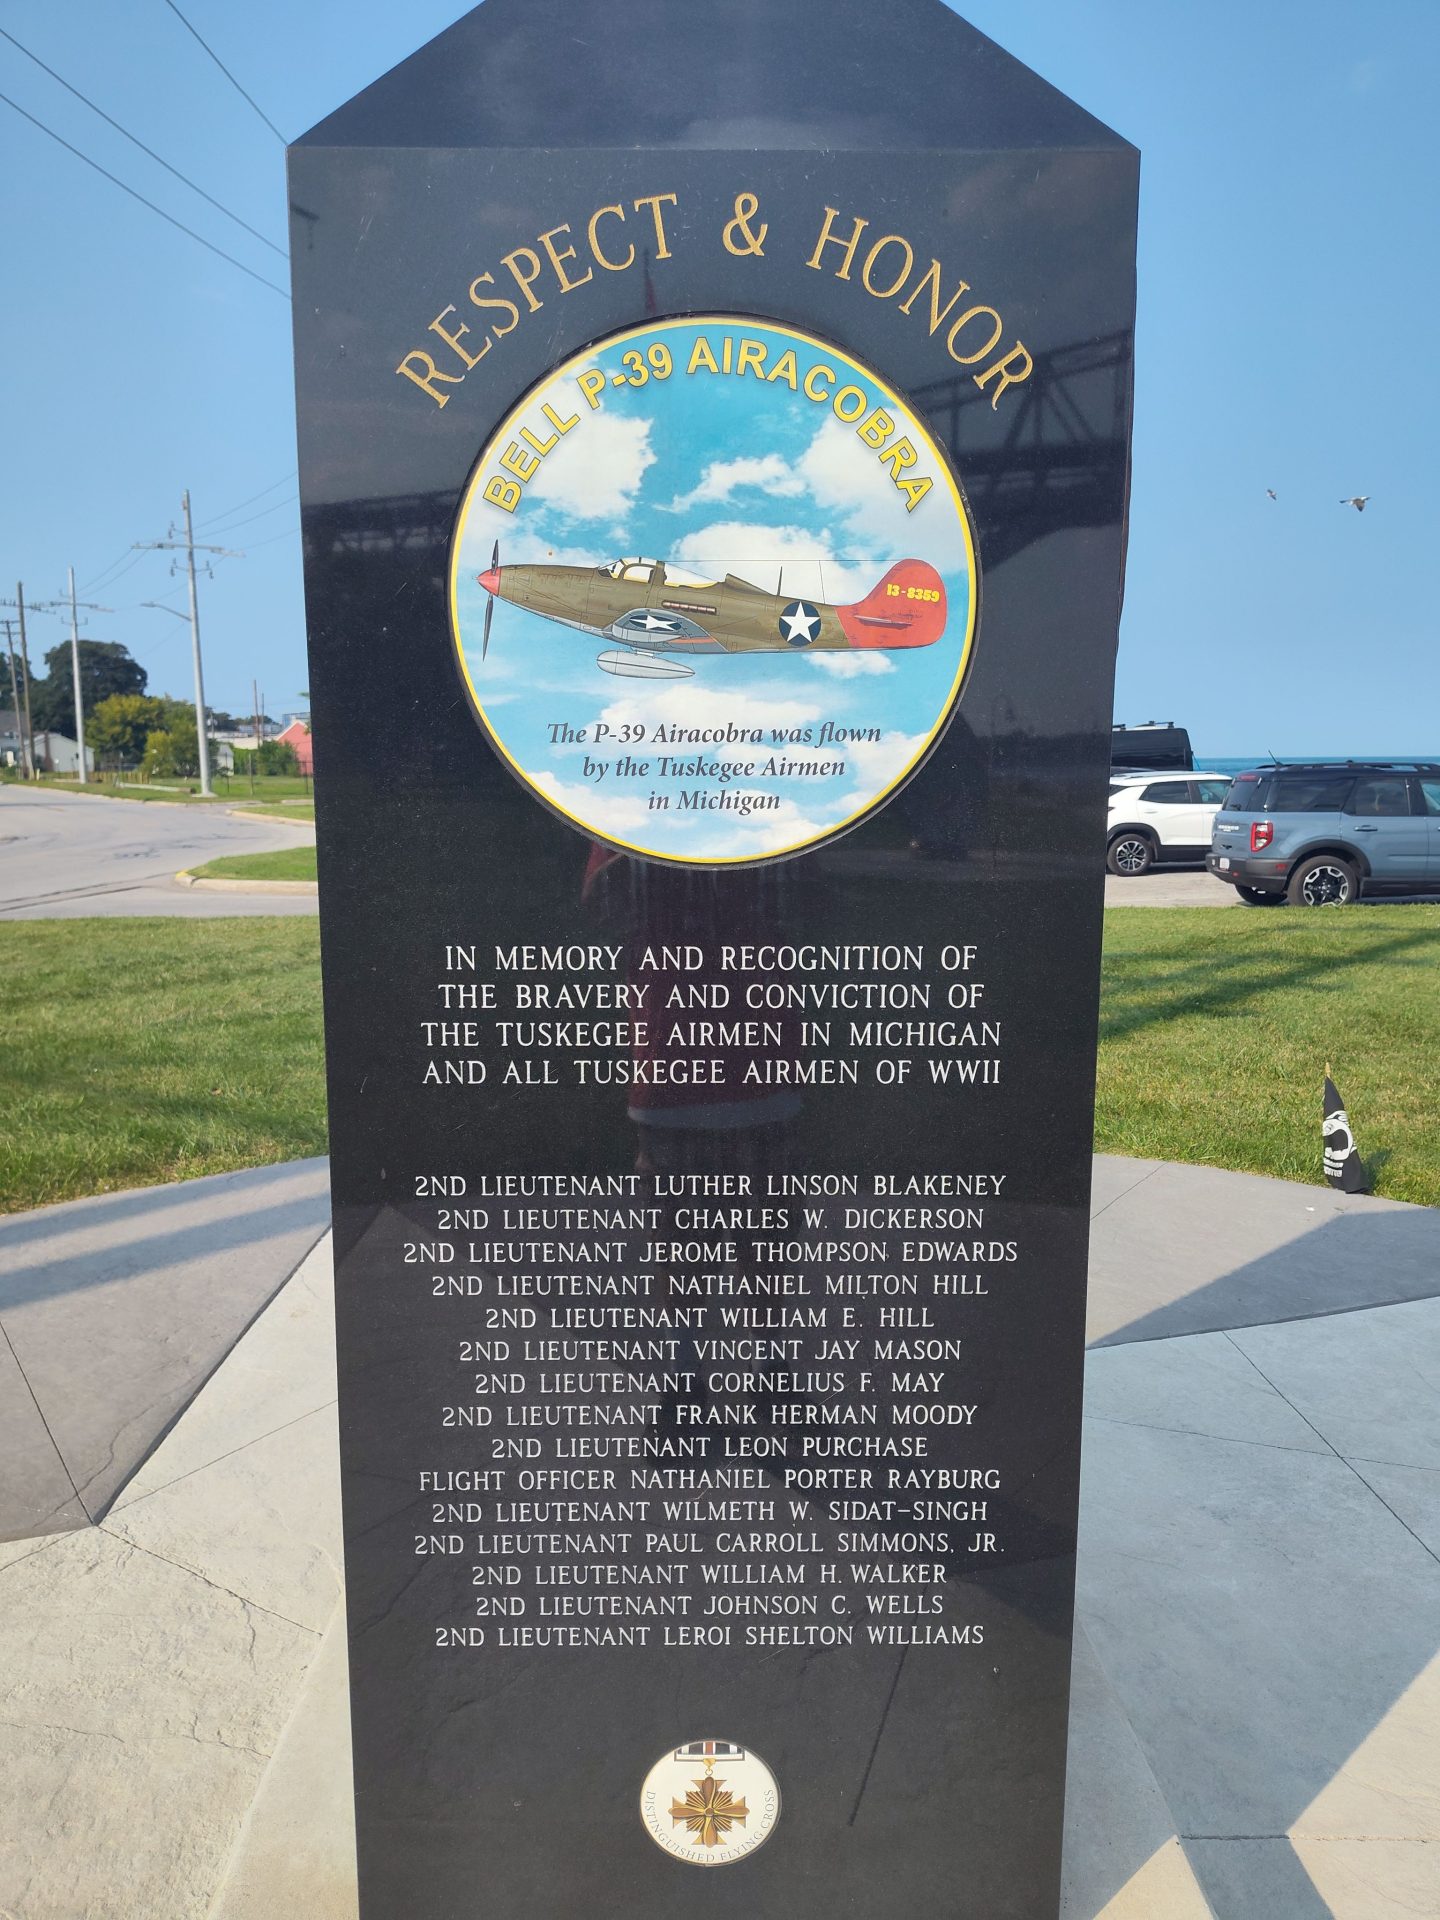 RESPECT & HONOR
BELL P-39 AIRACOBRA
13-8359
The P-39 Airacobra was flown
by the Tuskegee Airmen
in Michigan
IN MEMORY AND RECOGNITION OF
THE BRAVERY AND CONVICTION OF
THE TUSKEGEE AIRMEN IN MICHIGAN
AND ALL TUSKEGEE AIRMEN OF WWII
2ND LIEUTENANT LUTHER LINSON BLAKENEY
2ND LIEUTENANT CHARLES W. DICKERSON
2ND LIEUTENANT JEROME THOMPSON EDWARDS
2ND LIEUTENANT NATHANIEL MILTON HILL
2ND LIEUTENANT WILLIAM E. HILL
2ND LIEUTENANT VINCENT JAY MASON
2ND LIEUTENANT CORNELIUS F. MAY
2ND LIEUTENANT FRANK HERMAN MOODY
2ND LIEUTENANT LEON PURCHASE
FLIGHT OFFICER NATHANIEL PORTER RAYBURG
2ND LIEUTENANT WILMETH W. SIDAT-SINGH
2ND LIEUTENANT PAUL CARROLL SIMMONS, JR.
2ND LIEUTENANT WILLIAM H. WALKER
2ND LIEUTENANT JOHNSON C. WELLS
2ND LIEUTENANT LEROI SHELTON WILLIAMS
DISTINGUISHED FLYING CROSS